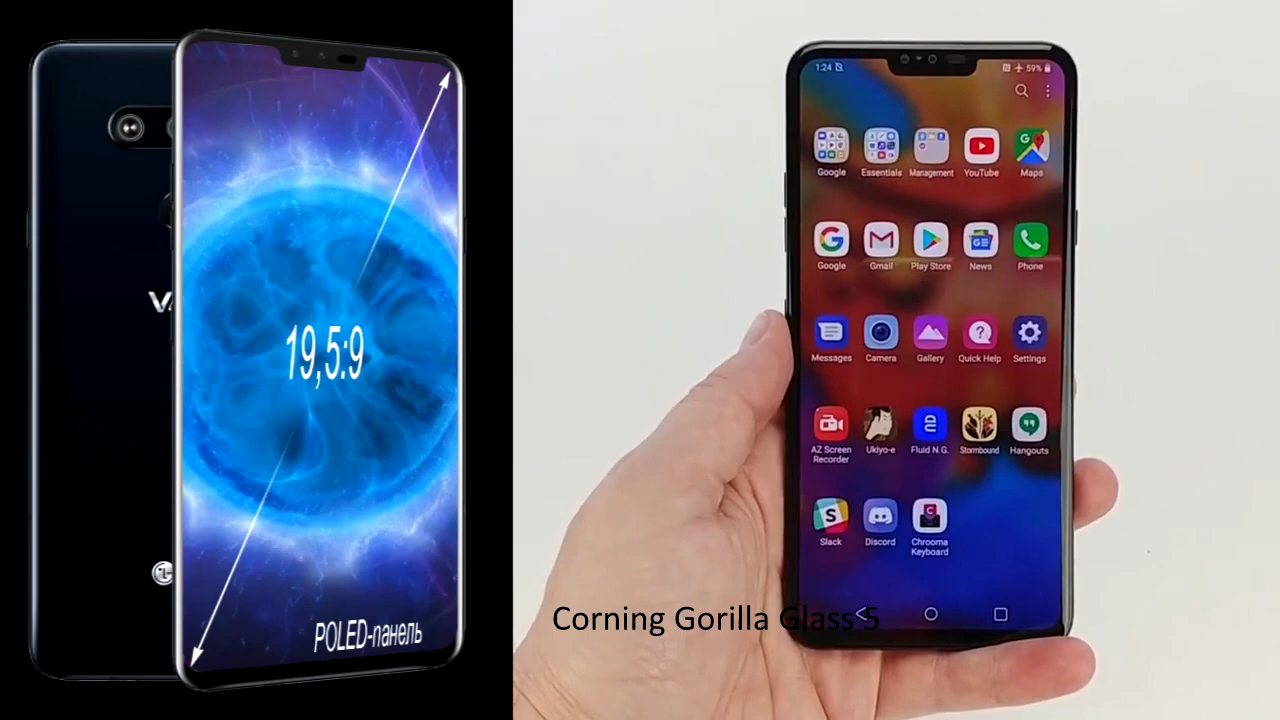 19,5:9
POLED-панель
LG
1:24
59%
Google Essentials Management YouTube Maps
Google Gmail Play Store News Phone
Messages Camera Gallery Quick Help Settings
AZ Screen Recorder Ukiyo-e Fluid N.G. Stormbound Hangouts
Slack Discord Chrooma Keyboard
Corning Gorilla Glass 5